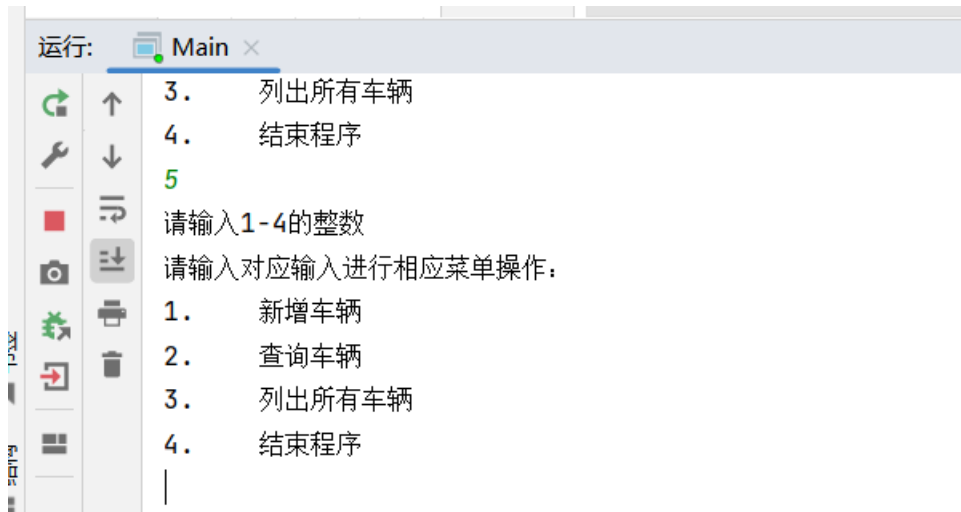 运行: Main
3. 列出所有车辆
4. 结束程序
5
请输入1-4的整数
请输入对应输入进行相应菜单操作:
1. 新增车辆
2. 查询车辆
3. 列出所有车辆
4. 结束程序